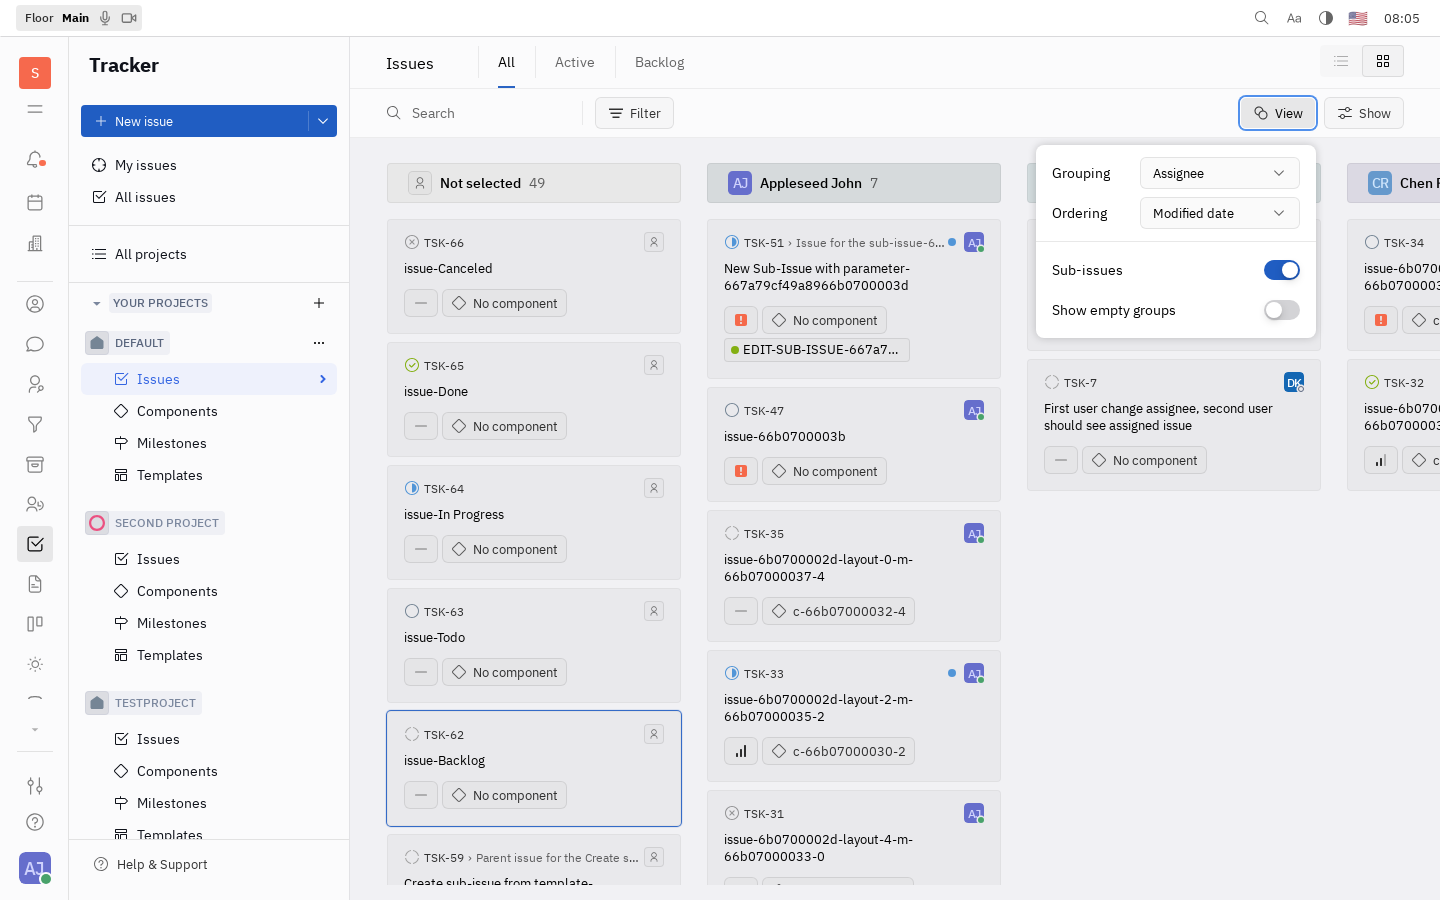 Floor Main
Aa
08:05
S
Tracker
New issue
My issues
All issues
All projects
YOUR PROJECTS
DEFAULT
Issues
Components
Milestones
Templates
SECOND PROJECT
Issues
Components
Milestones
Templates
TESTPROJECT
Issues
Components
Milestones
Templates
Help & Support
AJ
Issues
All
Active
Backlog
Search
Filter
View
Show
Grouping
Assignee
Ordering
Modified date
Sub-issues
Show empty groups
Not selected 49
TSK-66
issue-Canceled
No component
TSK-65
issue-Done
No component
TSK-64
issue-In Progress
No component
TSK-63
issue-Todo
No component
TSK-62
issue-Backlog
No component
TSK-59 › Parent issue for the Create s...
Create sub-issue from template-
AJ Appleseed John 7
TSK-51 › Issue for the sub-issue-6... AJ
New Sub-Issue with parameter-
667a79cf49a8966b0700003d
No component
EDIT-SUB-ISSUE-667a7...
TSK-47 AJ
issue-66b0700003b
No component
TSK-35 AJ
issue-6b0700002d-layout-0-m-
66b07000037-4
c-66b07000032-4
TSK-33 AJ
issue-6b0700002d-layout-2-m-
66b07000035-2
c-66b07000030-2
TSK-31 AJ
issue-6b0700002d-layout-4-m-
66b07000033-0
TSK-7 DK
First user change assignee, second user
should see assigned issue
No component
CR Chen
TSK-34
issue-6b070
66b0700003
c
TSK-32
issue-6b070
66b0700003
c